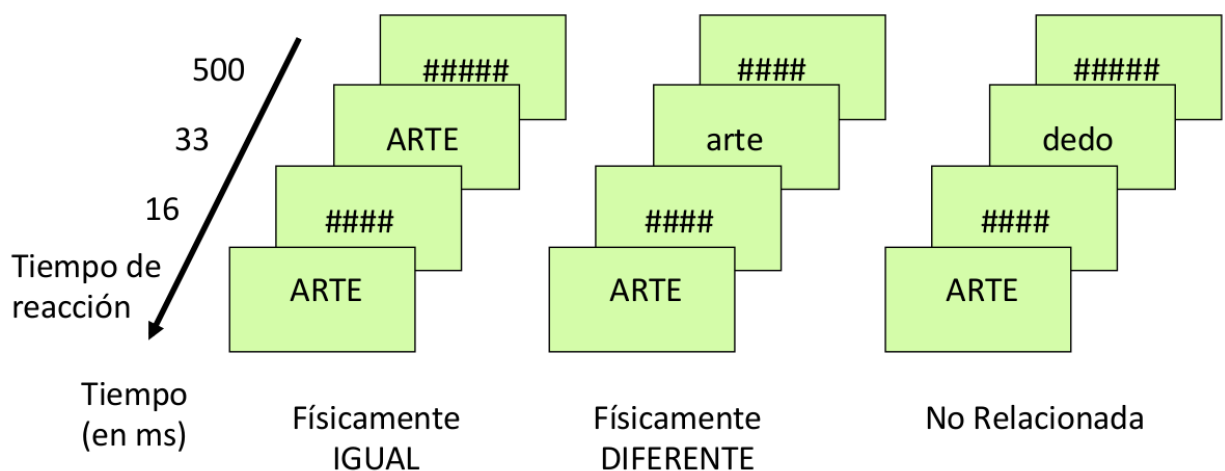 500
33
16
Tiempo de
reacción
Tiempo
(en ms)
#####
ARTE
####
ARTE
Físicamente
IGUAL
####
arte
####
ARTE
Físicamente
DIFERENTE
#####
dedo
####
ARTE
No Relacionada